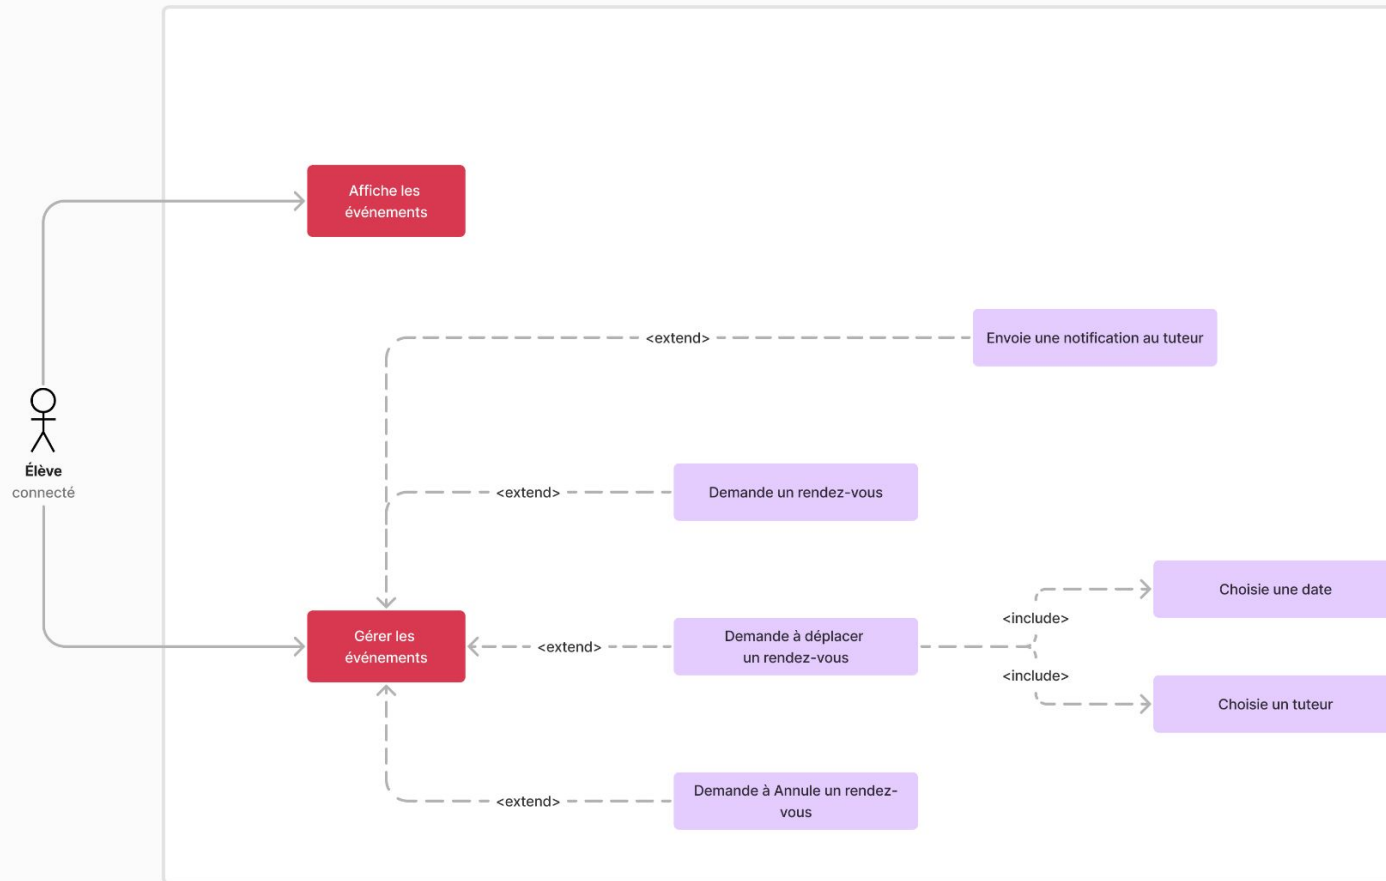 Affiche les
événements
<extend>
Envoie une notification au tuteur
Élève
connecté
<extend>
Demande un rendez-vous
Choisie une date
<include>
Gérer les
événements
<extend>
Demande à déplacer
un rendez-vous
<include>
Choisie un tuteur
<extend>
Demande à Annule un rendez-
vous